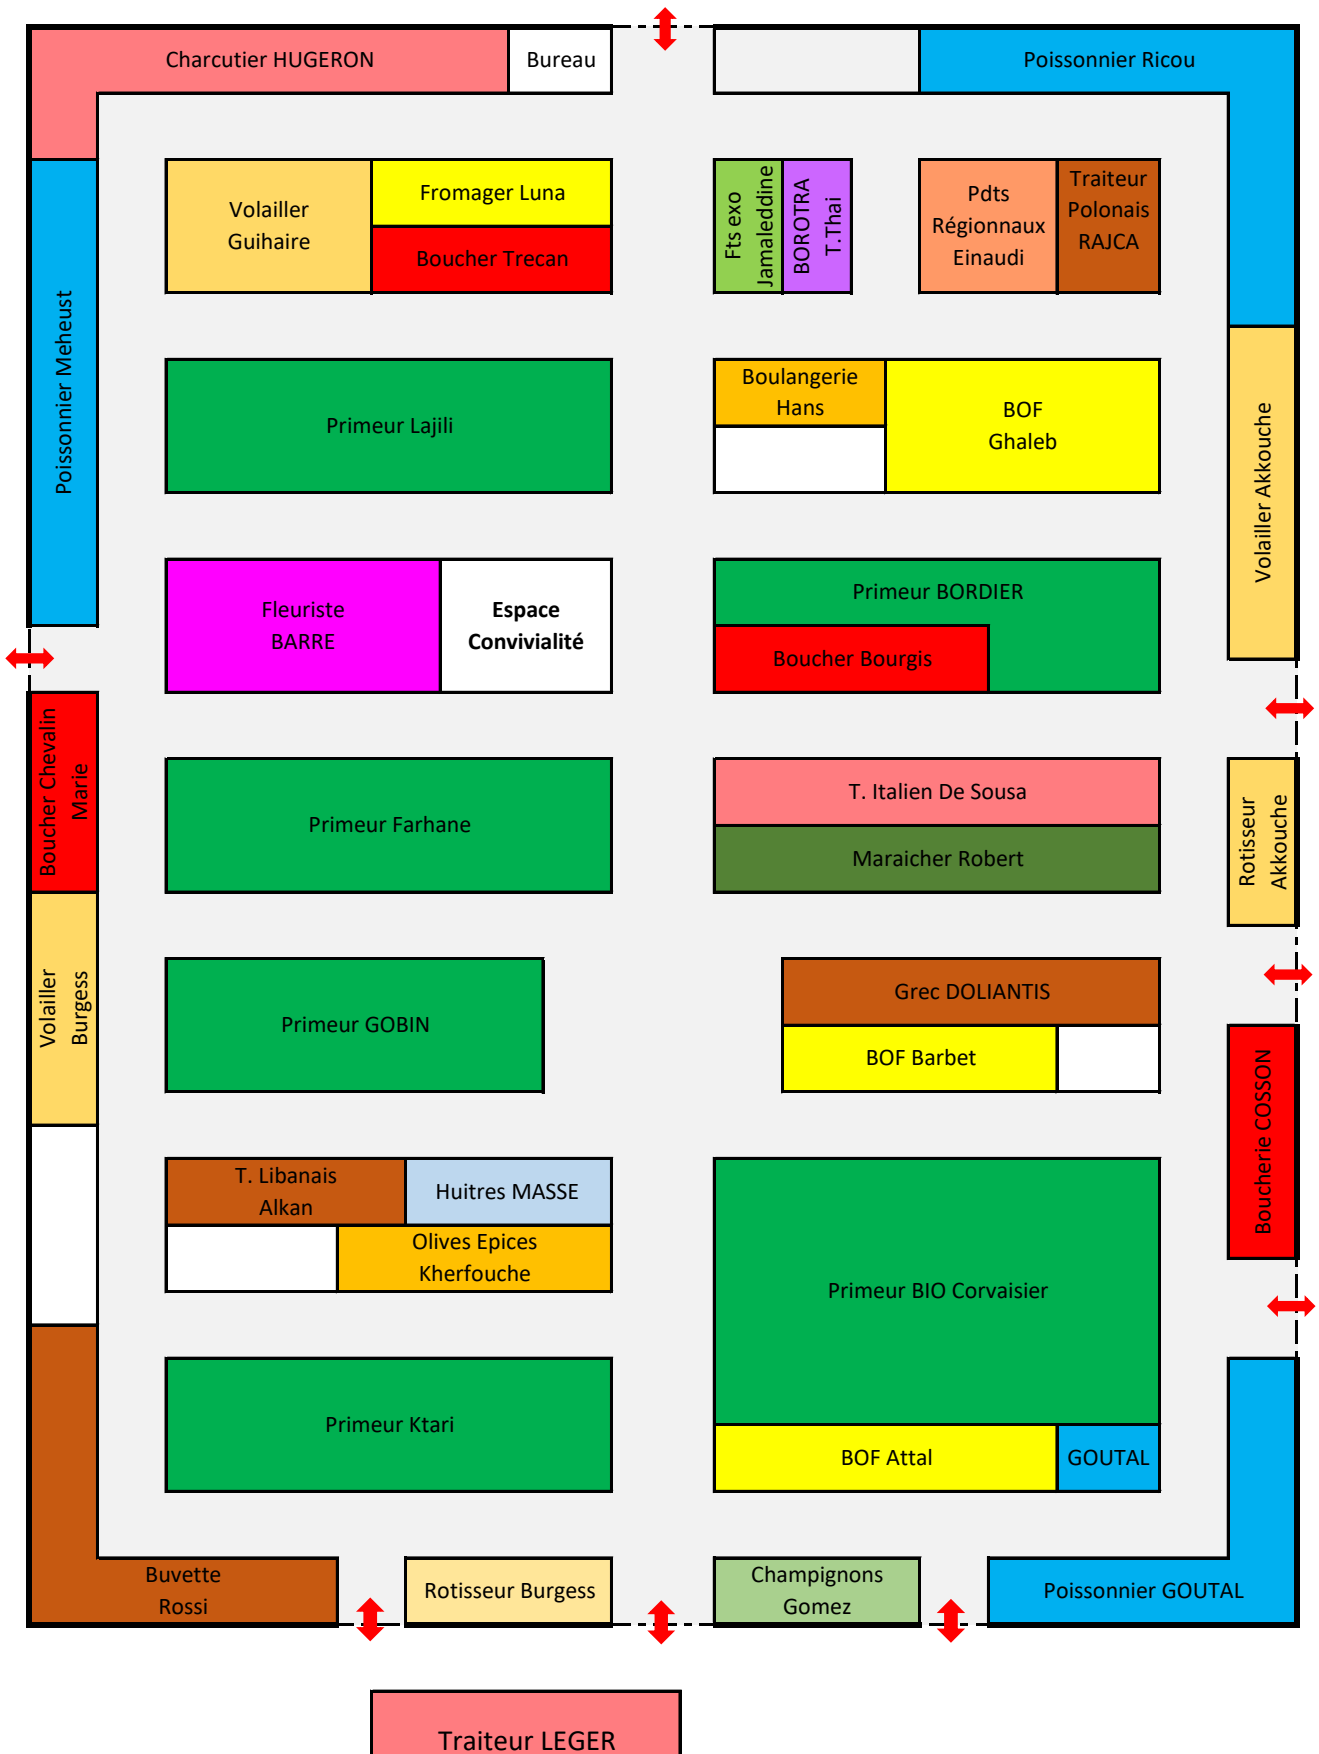 Charcutier HUGERON
Bureau
Poissonnier Ricou
Volailler
Guihaire
Fromager Luna
Boucher Trecan
Fts exo
Jamaleddine
BOROTRA
T.Thai
Pdts
Régionnaux
Einaudi
Traiteur
Polonais
RAJCA
Poissonnier Meheust
Primeur Lajili
Boulangerie
Hans
BOF
Ghaleb
Volailler Akkouche
Fleuriste
BARRE
Espace
Convivialité
Primeur BORDIER
Boucher Bourgis
Boucher Chevalin
Marie
Primeur Farhane
T. Italien De Sousa
Maraicher Robert
Rotisseur
Akkouche
Volailler
Burgess
Primeur GOBIN
Grec DOLIANTIS
BOF Barbet
Boucherie COSSON
T. Libanais
Alkan
Huitres MASSE
Olives Epices
Kherfouche
Primeur BIO Corvaisier
Primeur Ktari
BOF Attal
GOUTAL
Buvette
Rossi
Rotisseur Burgess
Champignons
Gomez
Poissonnier GOUTAL
Traiteur LEGER